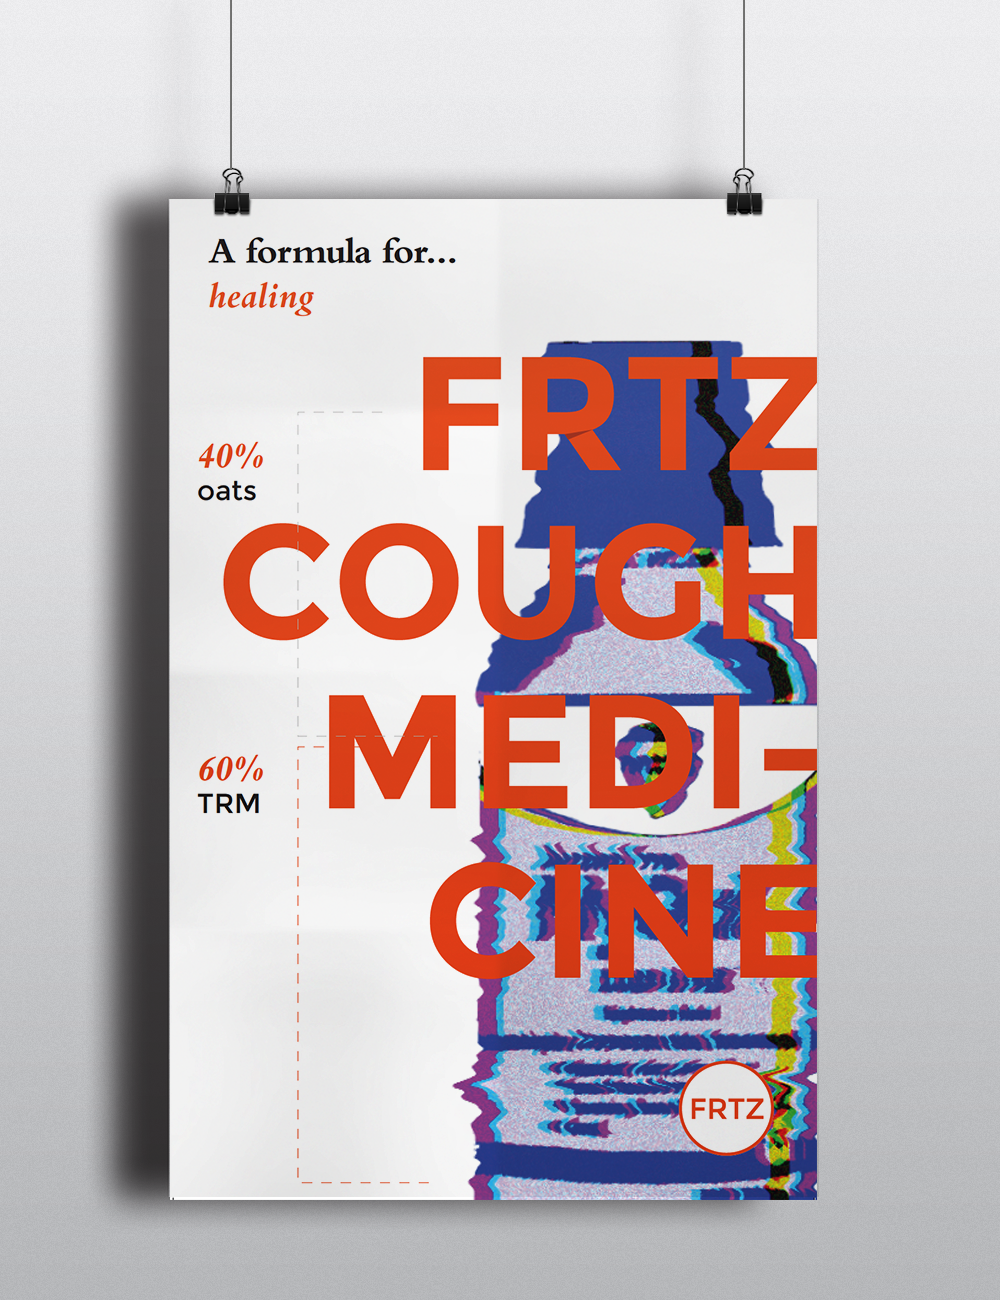 A formula for...
healing
FRTZ
40%
oats
COUGH
MEDI-
60%
TRM
CINE
FRTZ